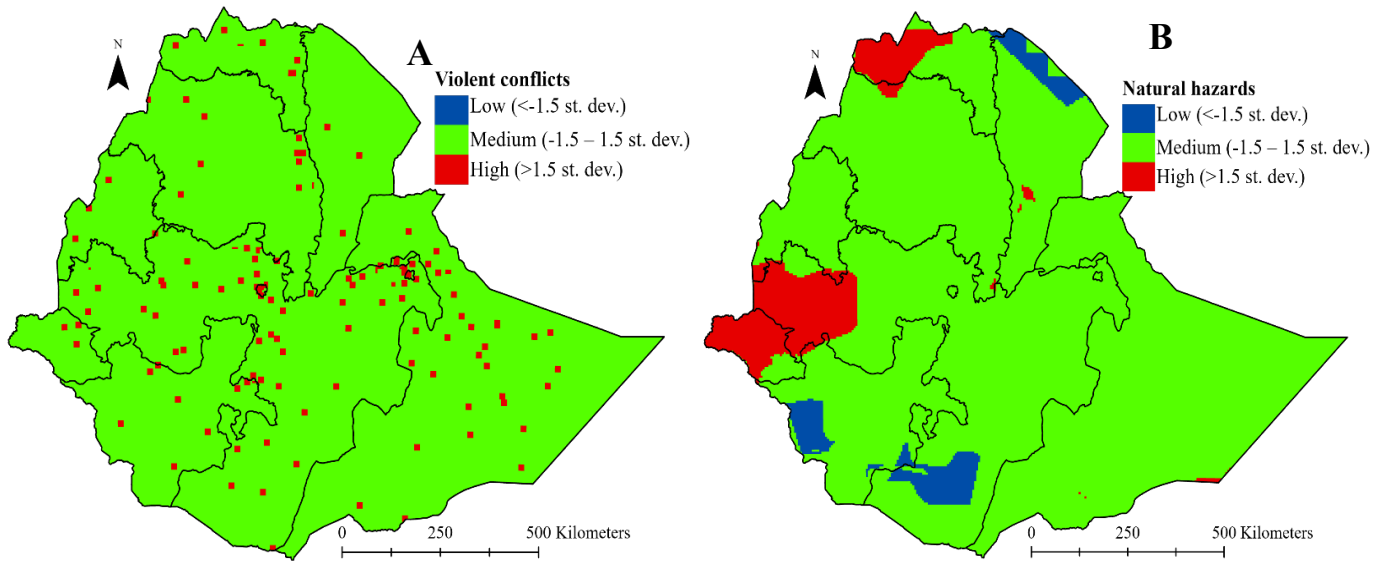 N
A
Violent conflicts
Low (<-1.5 st. dev.)
Medium (-1.5 – 1.5 st. dev.)
High (>1.5 st. dev.)
0 250 500 Kilometers
N
B
Natural hazards
Low (<-1.5 st. dev.)
Medium (-1.5 – 1.5 st. dev.)
High (>1.5 st. dev.)
0 250 500 Kilometers